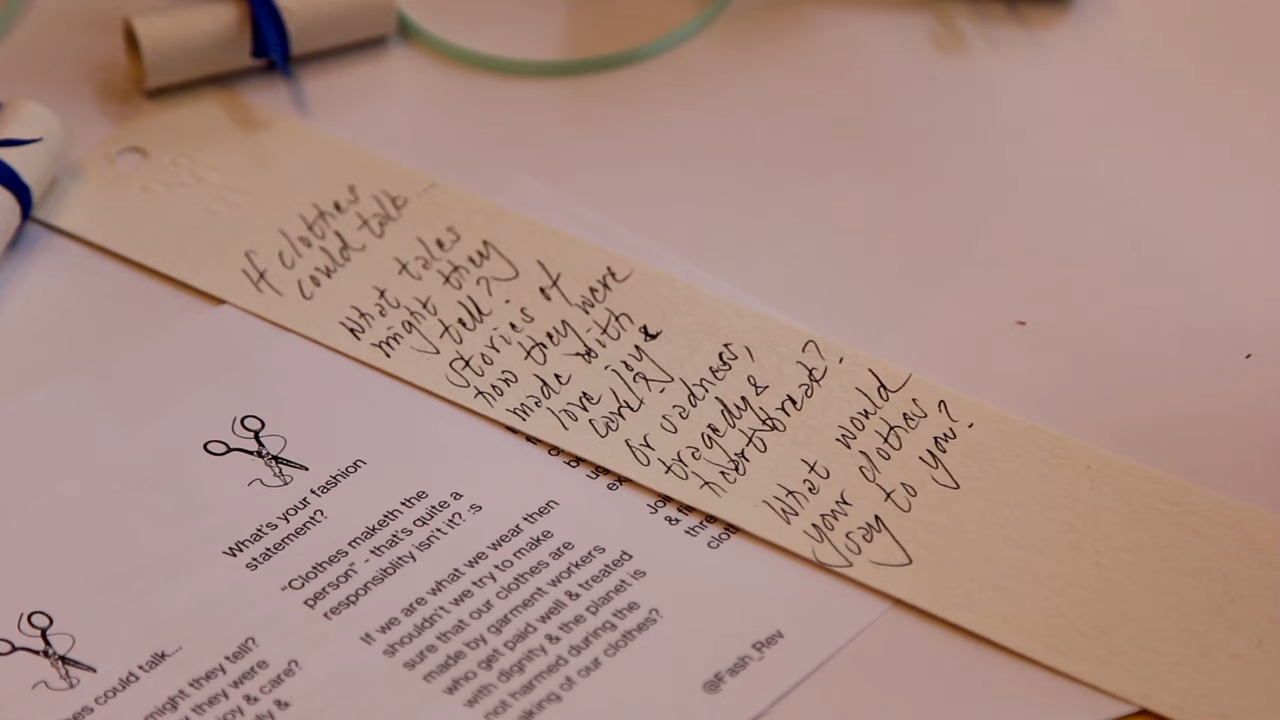 If clothes
could talk...
What tales
might they
tell?
Stories of
how they were
made with
love joy &
care?
Or sadness,
tragedy &
heartbreak?
What would
your clothes
say to you?
What's your fashion
statement?
"Clothes maketh the
person" - that's quite a
responsiblity isn't it? :s
If we are what we wear then
shouldn't we try to make
sure that our clothes are
made by garment workers
who get paid well & treated
with dignity & the planet is
not harmed during the
making of our clothes?
@Fash_Rev
could talk...
might they tell?
they were
& care?
&
&